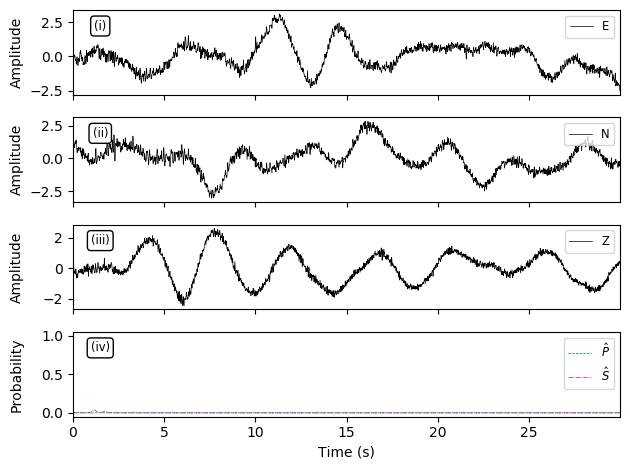 (i)
E
Amplitude
2.5
0.0
−2.5
(ii)
N
Amplitude
2.5
0.0
−2.5
(iii)
Z
Amplitude
2
0
−2
(iv)
P̂
Ŝ
Probability
1.0
0.5
0.0
0 5 10 15 20 25
Time (s)